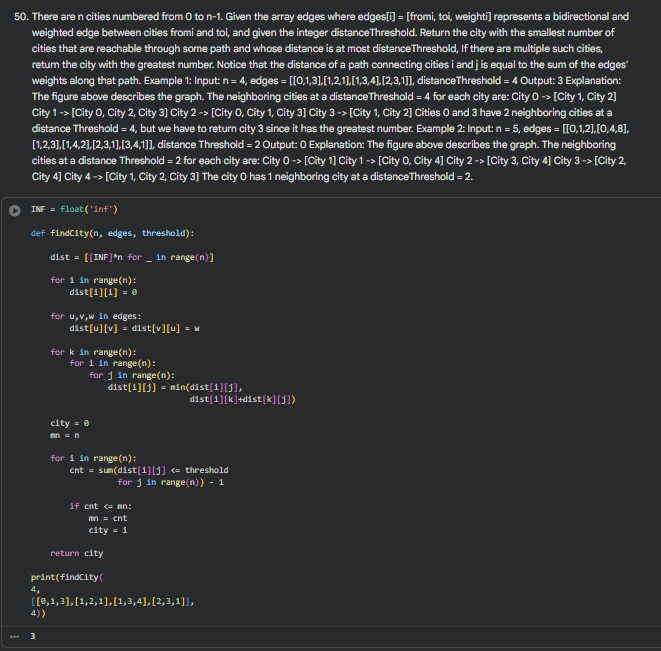 50. There are n cities numbered from 0 to n-1. Given the array edges where edges[i] = [fromi, toi, weighti] represents a bidirectional and
weighted edge between cities fromi and toi, and given the integer distanceThreshold. Return the city with the smallest number of
cities that are reachable through some path and whose distance is at most distanceThreshold, If there are multiple such cities,
return the city with the greatest number. Notice that the distance of a path connecting cities i and j is equal to the sum of the edges'
weights along that path. Example 1: Input: n = 4, edges = [[0,1,3],[1,2,1],[1,3,4],[2,3,1]], distanceThreshold = 4 Output: 3 Explanation:
The figure above describes the graph. The neighboring cities at a distanceThreshold = 4 for each city are: City 0 -> [City 1, City 2]
City 1 -> [City 0, City 2, City 3] City 2 -> [City 0, City 1, City 3] City 3 -> [City 1, City 2] Cities 0 and 3 have 2 neighboring cities at a
distance Threshold = 4, but we have to return city 3 since it has the greatest number. Example 2: Input: n = 5, edges = [[0,1,2],[0,4,8],
[1,2,3],[1,4,2],[2,3,1],[3,4,1]], distance Threshold = 2 Output: 0 Explanation: The figure above describes the graph. The neighboring
cities at a distance Threshold = 2 for each city are: City 0 -> [City 1] City 1 -> [City 0, City 4] City 2 -> [City 3, City 4] City 3 -> [City 2,
City 4] City 4 -> [City 1, City 2, City 3] The city 0 has 1 neighboring city at a distanceThreshold = 2.
INF = float('inf')
def findCity(n, edges, threshold):
dist = [[INF]*n for _ in range(n)]
for i in range(n):
dist[i][i] = 0
for u,v,w in edges:
dist[u][v] = dist[v][u] = w
for k in range(n):
for i in range(n):
for j in range(n):
dist[i][j] = min(dist[i][j],
dist[i][k]+dist[k][j])
city = 0
mn = n
for i in range(n):
cnt = sum(dist[i][j] <= threshold
for j in range(n)) - 1
if cnt <= mn:
mn = cnt
city = i
return city
print(findCity(
4,
[[0,1,3],[1,2,1],[1,3,4],[2,3,1]],
4))
3